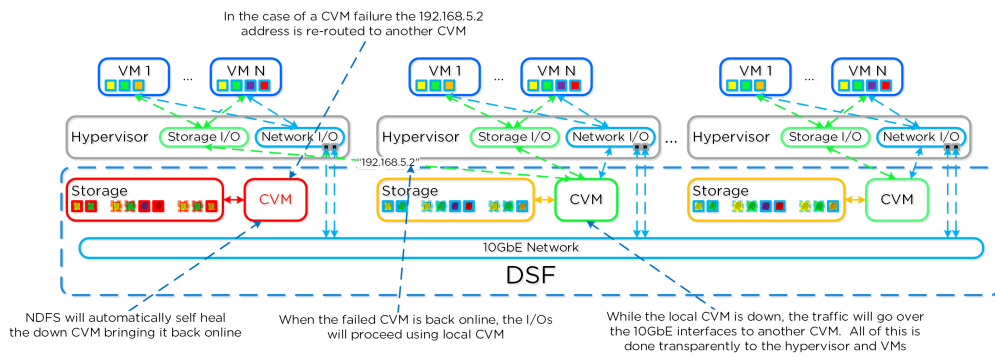 In the case of a CVM failure the 192.168.5.2
address is re-routed to another CVM
VM 1
...
VM N
VM 1
...
VM N
VM 1
...
VM N
Hypervisor
Storage I/O
Network I/O
Hypervisor
Storage I/O
Network I/O
...
Hypervisor
Storage I/O
Network I/O
"192.168.5.2"
Storage
CVM
Storage
CVM
Storage
CVM
10GbE Network
DSF
NDFS will automatically self heal
the down CVM bringing it back online
When the failed CVM is back online, the I/Os
will proceed using local CVM
While the local CVM is down, the traffic will go over
the 10GbE interfaces to another CVM. All of this is
done transparently to the hypervisor and VMs